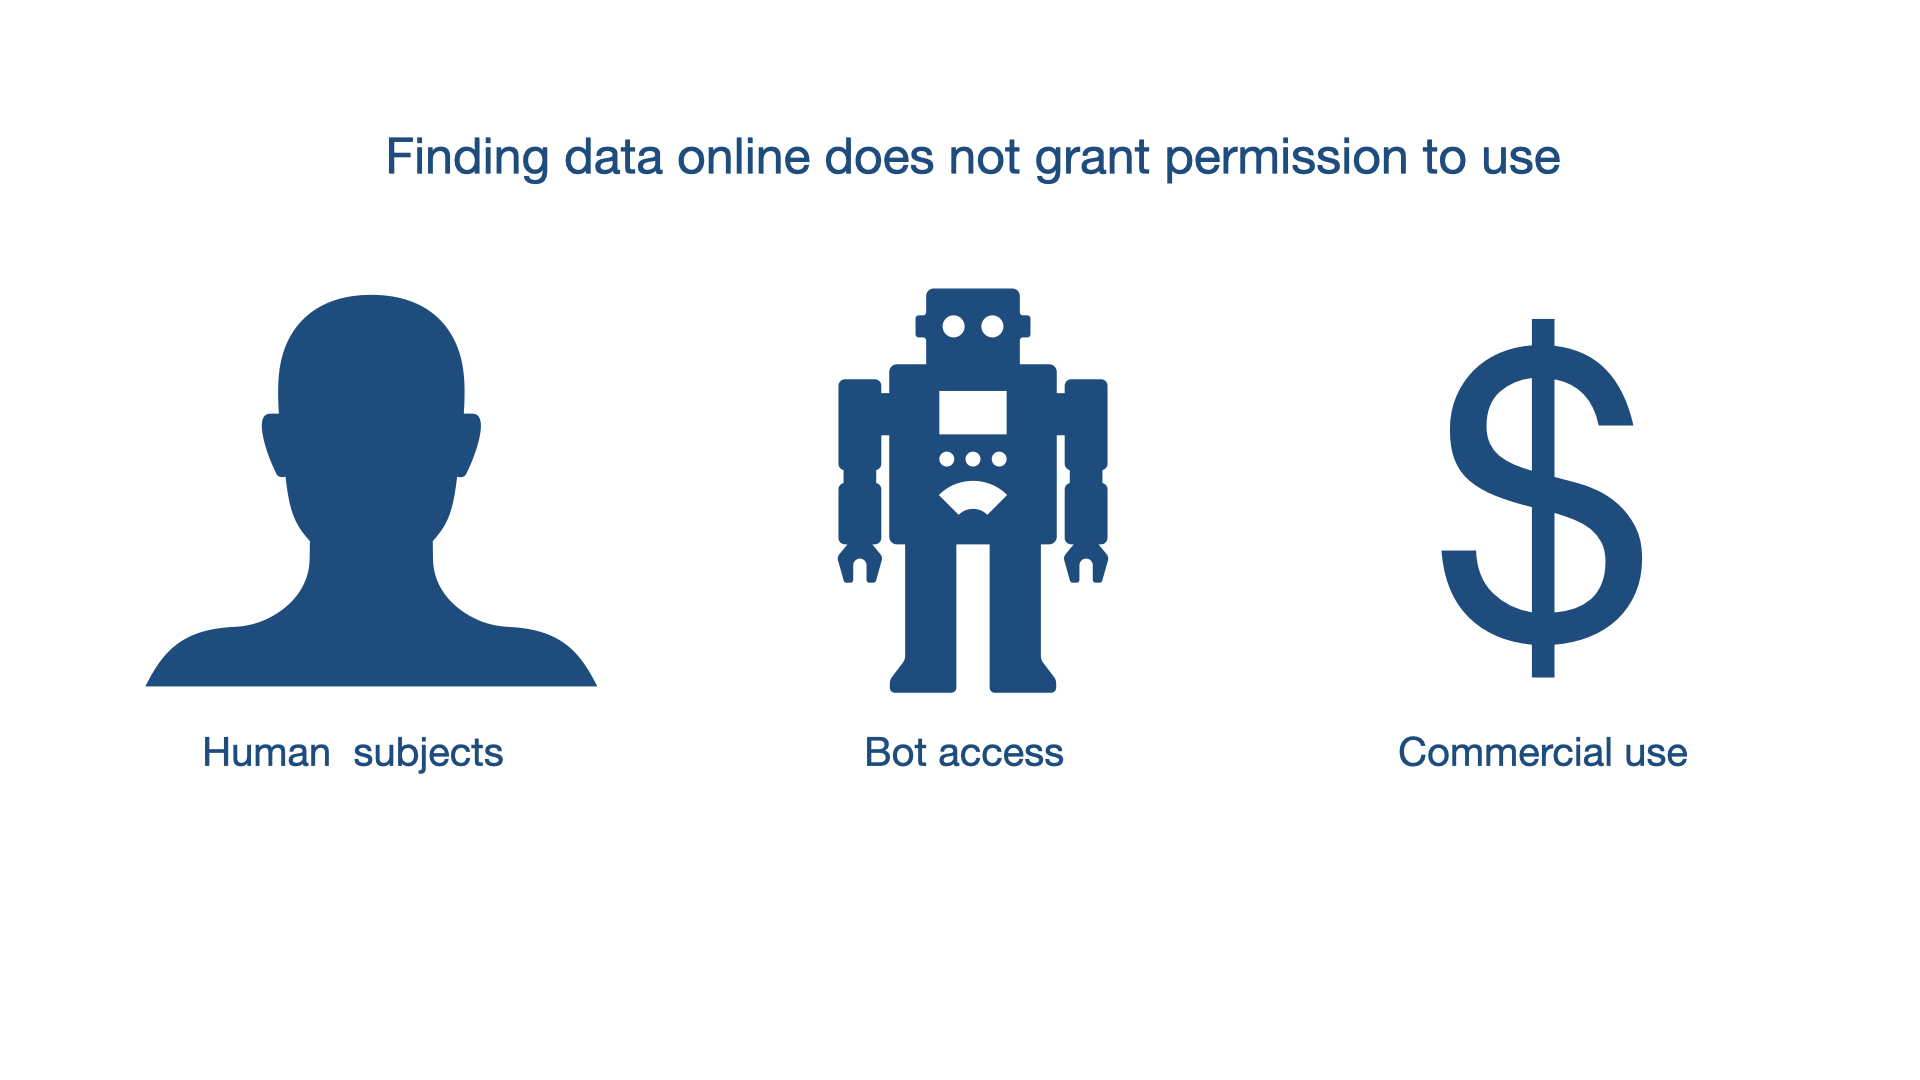 Finding data online does not grant permission to use
Human  subjects
Bot access
Commercial use